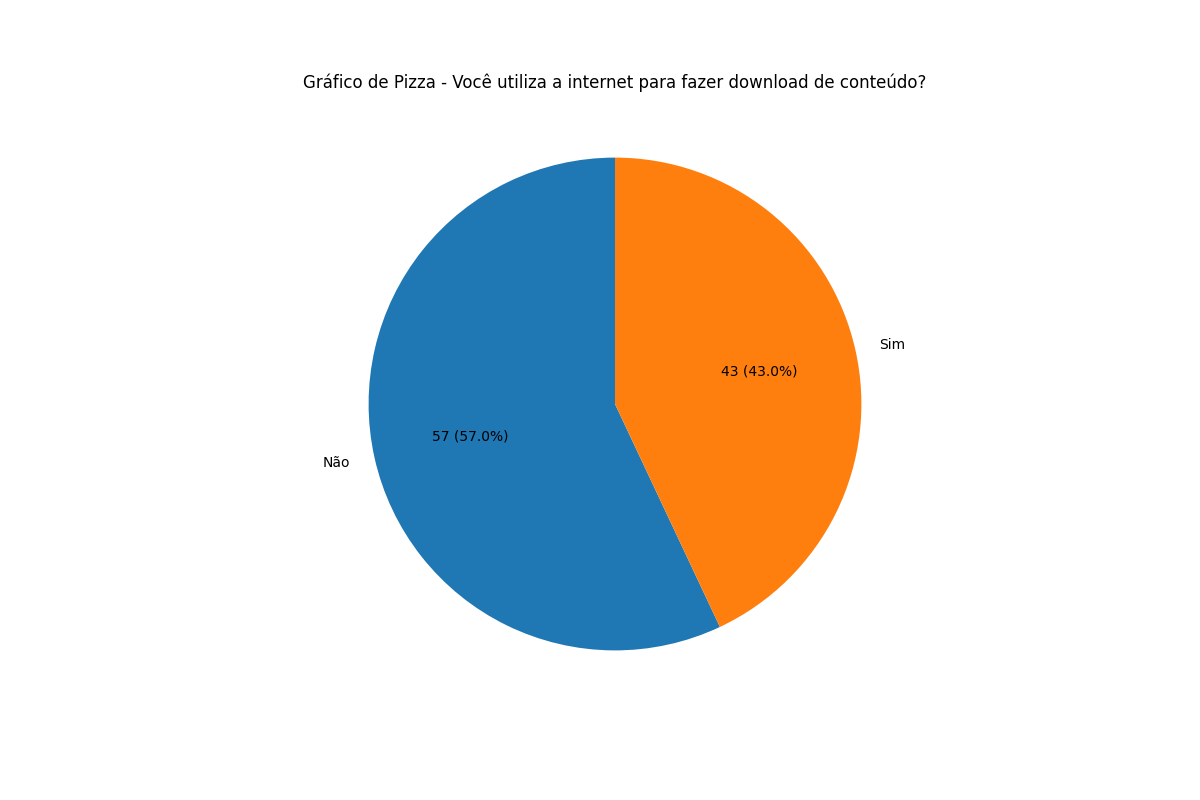 Gráfico de Pizza - Você utiliza a internet para fazer download de conteúdo?
Sim
43 (43.0%)
57 (57.0%)
Não